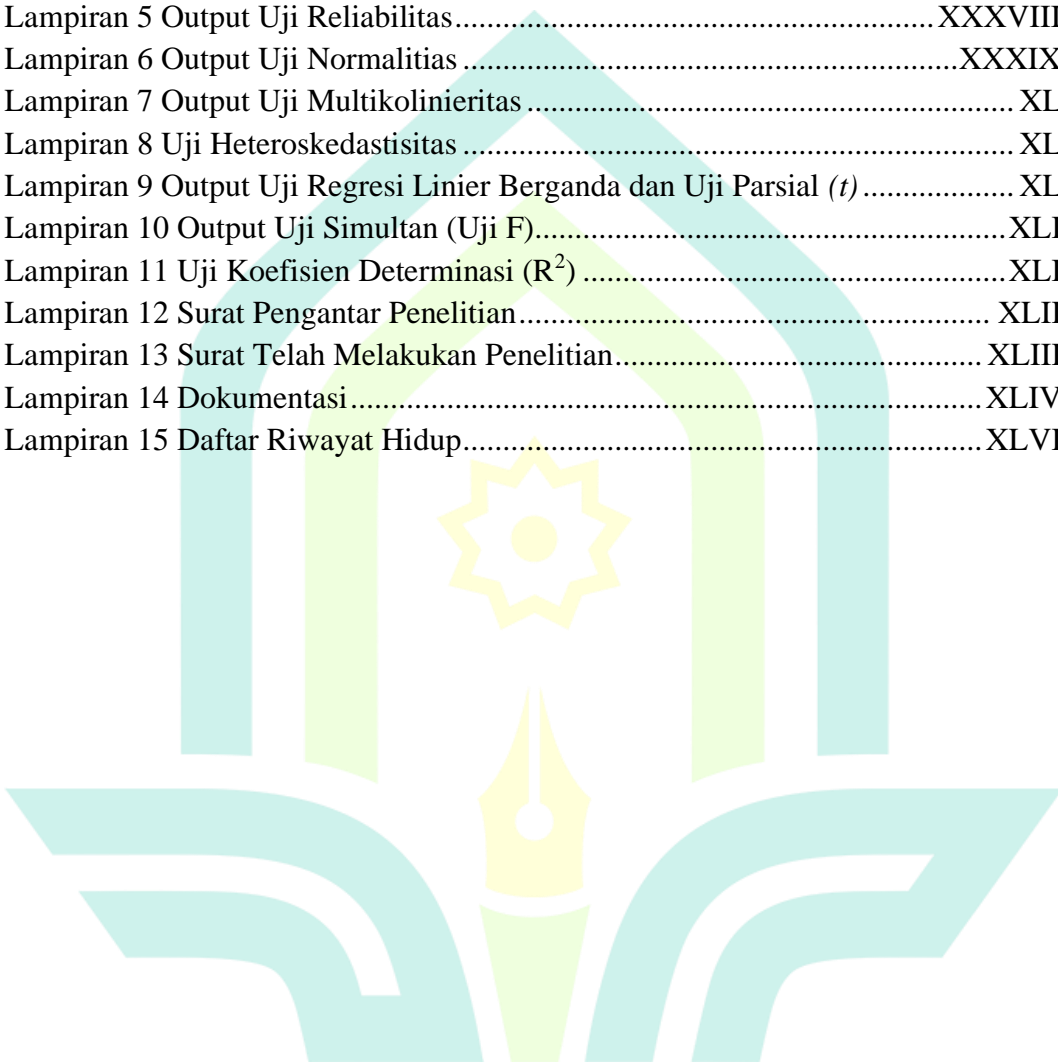 Lampiran 5 Output Uji Reliabilitas.......................................................... XXXVIII
Lampiran 6 Output Uji Normalitias ............................................................XXXIX
Lampiran 7 Output Uji Multikolinieritas ........................................................... XL
Lampiran 8 Uji Heteroskedastisitas ................................................................... XL
Lampiran 9 Output Uji Regresi Linier Berganda dan Uji Parsial (t) .................. XL
Lampiran 10 Output Uji Simultan (Uji F)......................................................... XLI
Lampiran 11 Uji Koefisien Determinasi (R²) ................................................... XLI
Lampiran 12 Surat Pengantar Penelitian.......................................................... XLII
Lampiran 13 Surat Telah Melakukan Penelitian............................................. XLIII
Lampiran 14 Dokumentasi............................................................................. XLIV
Lampiran 15 Daftar Riwayat Hidup............................................................... XLVI